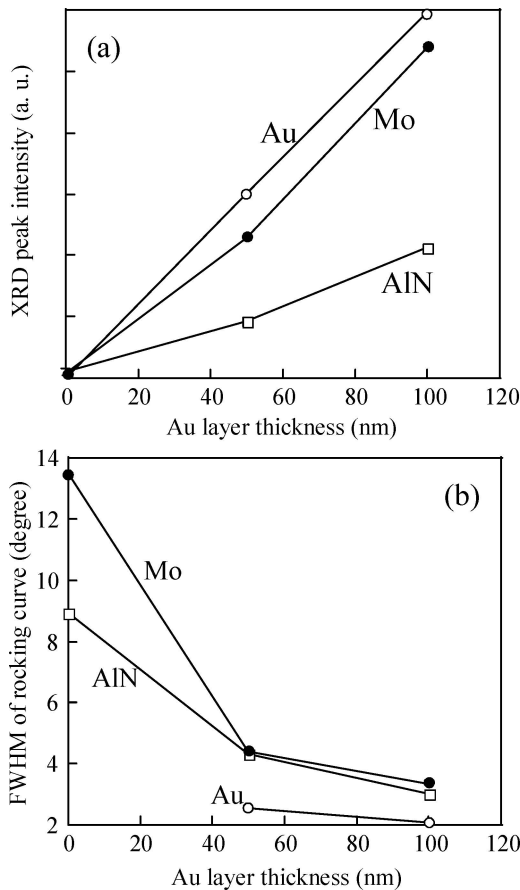 (a)
XRD peak intensity (a. u.)
Au
Mo
AlN
0 20 40 60 80 100 120
Au layer thickness (nm)
(b)
FWHM of rocking curve (degree)
14
12
10
8
6
4
2
Mo
AlN
Au
0 20 40 60 80 100 120
Au layer thickness (nm)